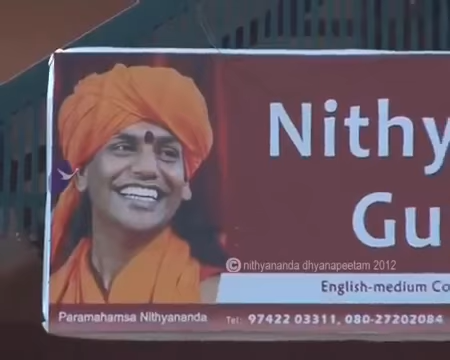 Nithy
Gu
© nithyananda dhyanapeetam 2012
English-medium Co
Paramahamsa Nithyananda
Tel: 97422 03311, 080-27202084